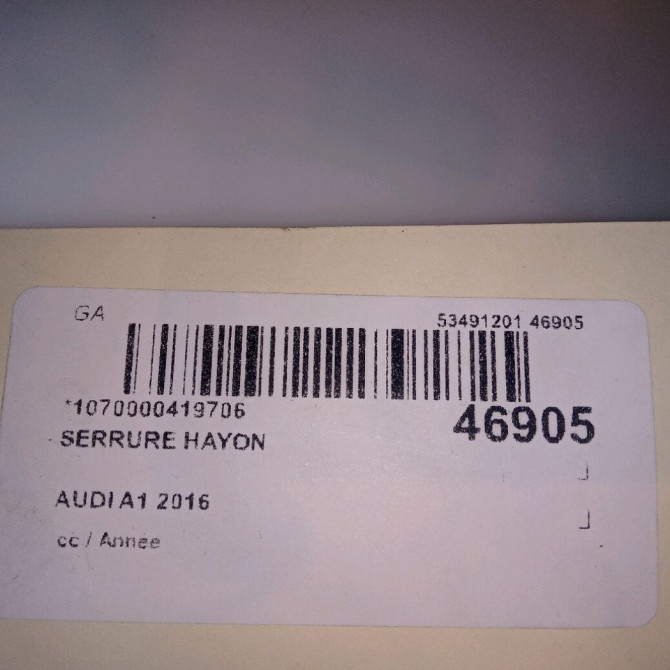 GA 53491201 46905
*1070000419706 46905
SERRURE HAYON
AUDI A1 2016
cc / Annee